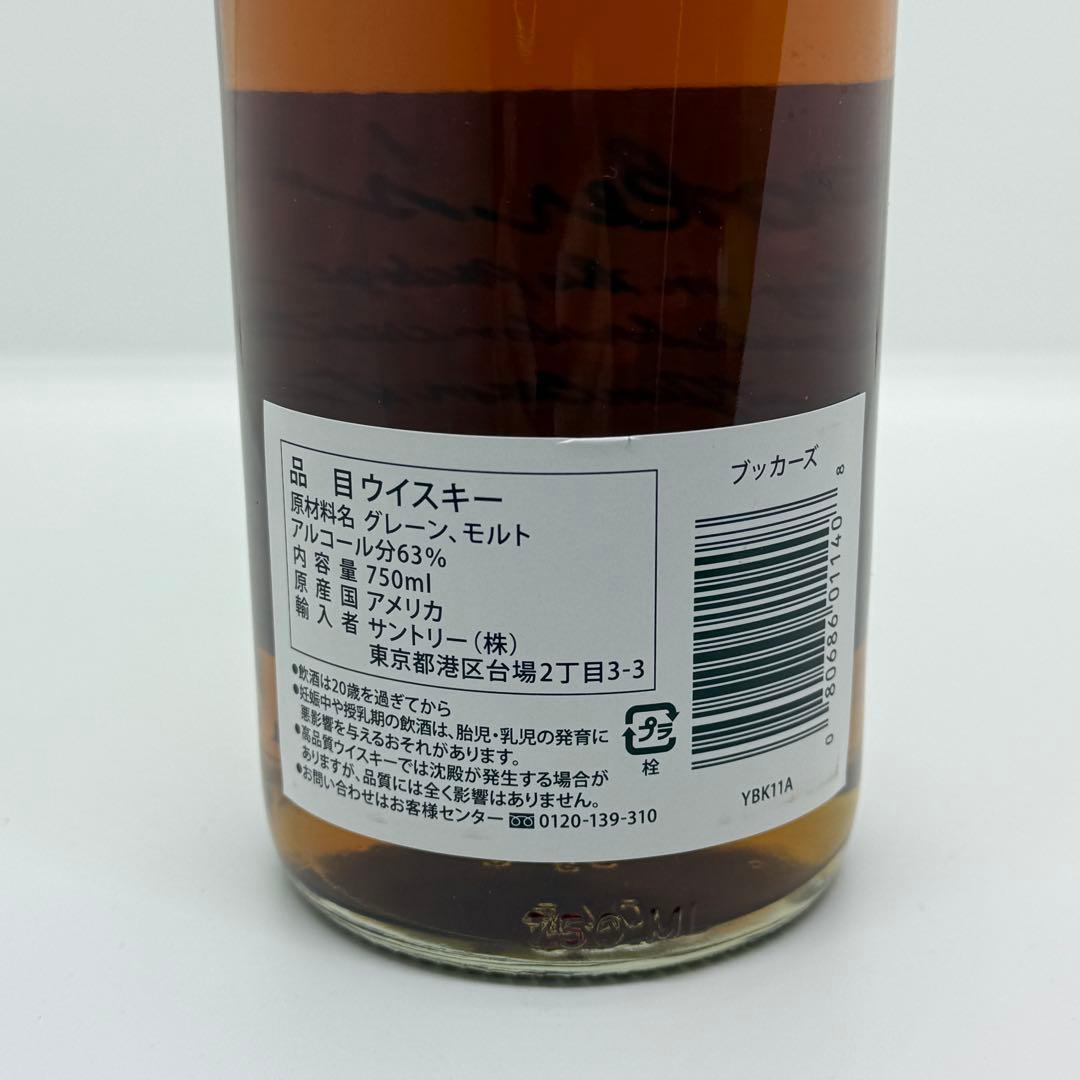 品 目 ウイスキー
原材料名 グレーン、モルト
アルコール分63%
内 容 量 750ml
原 産 国 アメリカ
輸 入 者 サントリー(株)
東京都港区台場2丁目3-3
●飲酒は20歳を過ぎてから
●妊娠中や授乳期の飲酒は、胎児・乳児の発育に
悪影響を与えるおそれがあります。
●高品質ウイスキーでは沈殿が発生する場合が
ありますが、品質には全く影響はありません。
●お問い合わせはお客様センター 0120-139-310
プラ
栓
ブッカーズ
0 80686 01140 8
YBK11A
750 ML